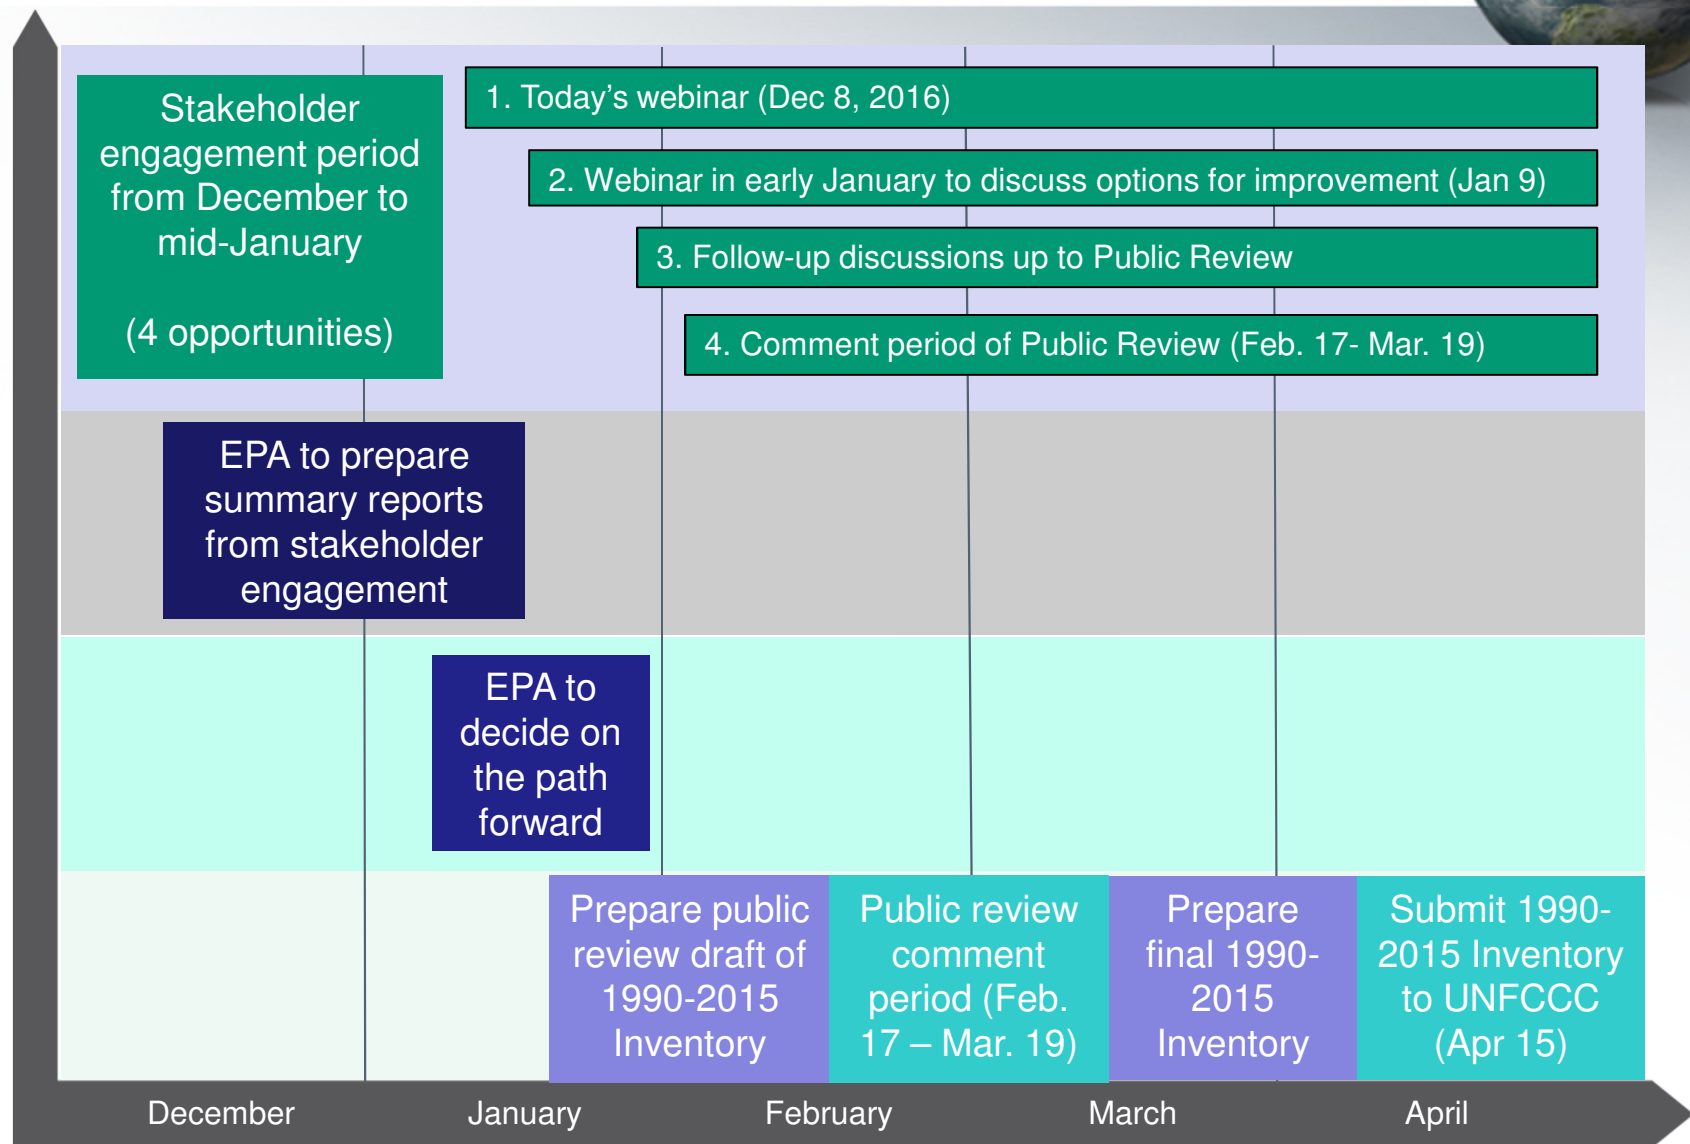 Stakeholder
engagement period
from December to
mid-January
(4 opportunities)
1. Today's webinar (Dec 8, 2016)
2. Webinar in early January to discuss options for improvement (Jan 9)
3. Follow-up discussions up to Public Review
4. Comment period of Public Review (Feb. 17- Mar. 19)
EPA to prepare
summary reports
from stakeholder
engagement
EPA to
decide on
the path
forward
Prepare public
review draft of
1990-2015
Inventory
Public review
comment
period (Feb.
17 – Mar. 19)
Prepare
final 1990-
2015
Inventory
Submit 1990-
2015 Inventory
to UNFCCC
(Apr 15)
December January February March April